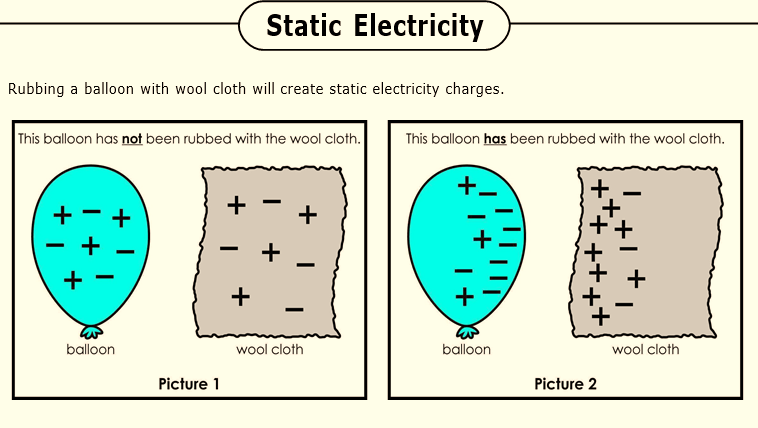 Static Electricity
Rubbing a balloon with wool cloth will create static electricity charges.
This balloon has not been rubbed with the wool cloth.
balloon
wool cloth
Picture 1
This balloon has been rubbed with the wool cloth.
balloon
wool cloth
Picture 2